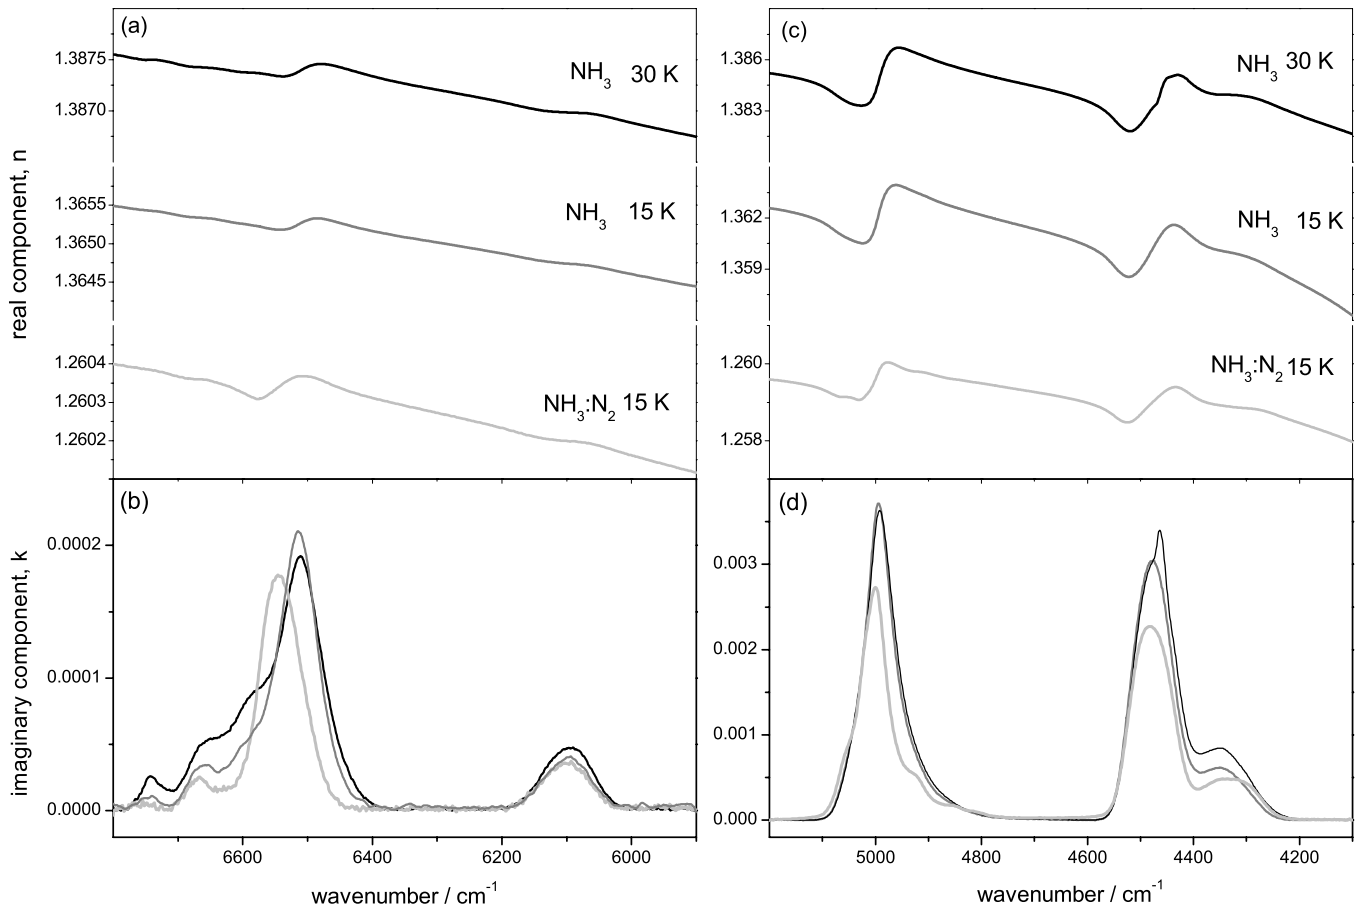 (a)
1.3875
1.3870
NH3 30 K
1.3655
1.3650
1.3645
NH3 15 K
1.2604
1.2603
1.2602
NH3:N2 15 K
real component, n
(c)
1.386
1.383
NH3 30 K
1.362
1.359
NH3 15 K
1.260
1.258
NH3:N2 15 K
(b)
0.0002
0.0001
0.0000
imaginary component, k
6600 6400 6200 6000
wavenumber / cm-1
(d)
0.003
0.002
0.001
0.000
5000 4800 4600 4400 4200
wavenumber / cm-1